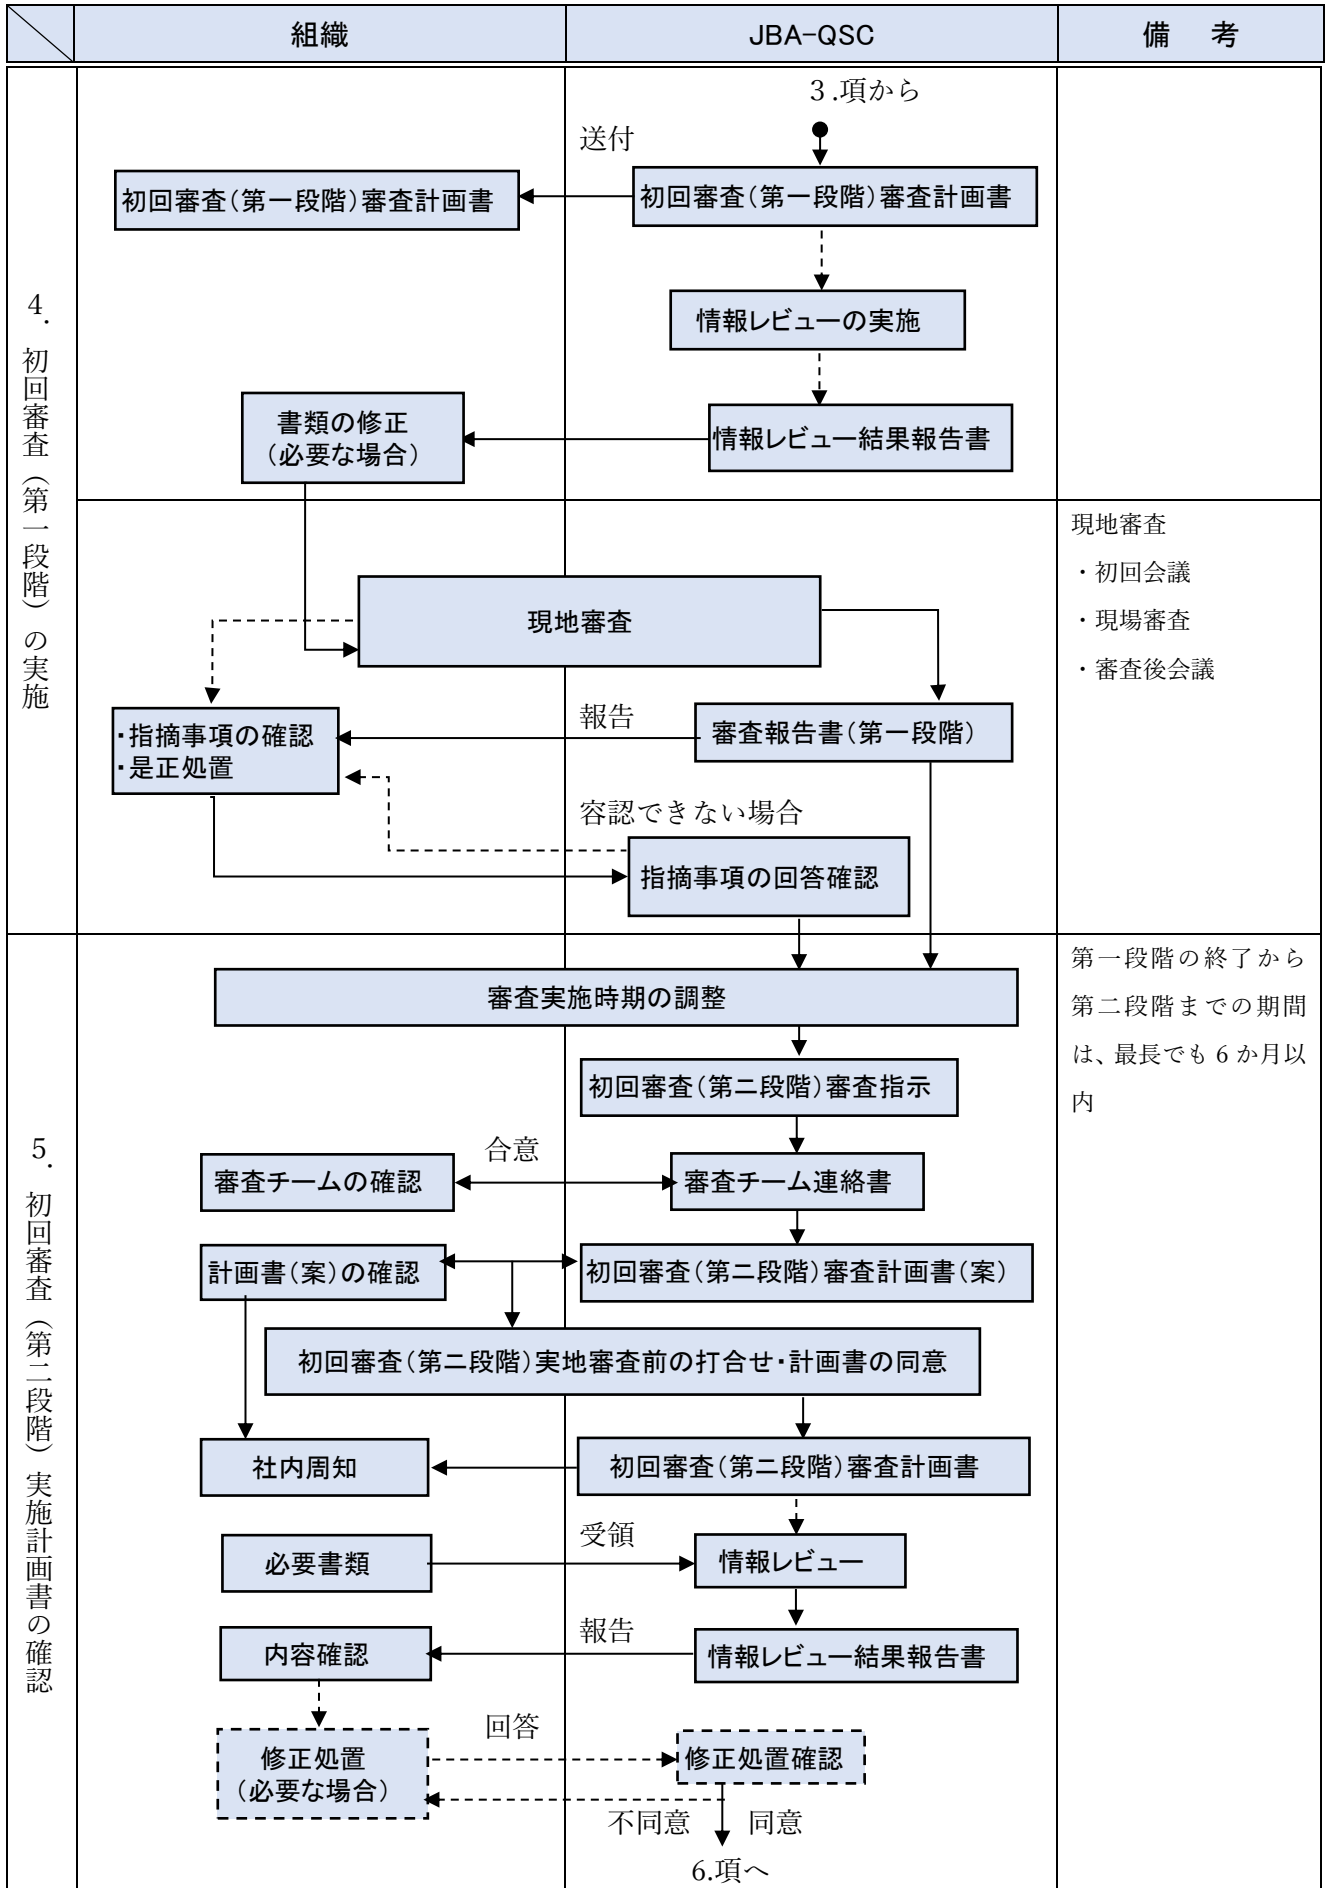 組織
JBA-QSC
備 考
4. 初回審査(第一段階)の実施
3.項から
送付
初回審査(第一段階)審査計画書
初回審査(第一段階)審査計画書
情報レビューの実施
書類の修正
(必要な場合)
情報レビュー結果報告書
現地審査
・初回会議
・現場審査
・審査後会議
現地審査
報告
・指摘事項の確認
・是正処置
審査報告書(第一段階)
容認できない場合
指摘事項の回答確認
5. 初回審査(第二段階)実施計画書の確認
第一段階の終了から
第二段階までの期間
は、最長でも 6 か月以
内
審査実施時期の調整
初回審査(第二段階)審査指示
合意
審査チームの確認
審査チーム連絡書
計画書(案)の確認
初回審査(第二段階)審査計画書(案)
初回審査(第二段階)実地審査前の打合せ・計画書の同意
社内周知
初回審査(第二段階)審査計画書
受領
必要書類
情報レビュー
報告
内容確認
情報レビュー結果報告書
回答
修正処置
(必要な場合)
修正処置確認
不同意 同意
6.項へ